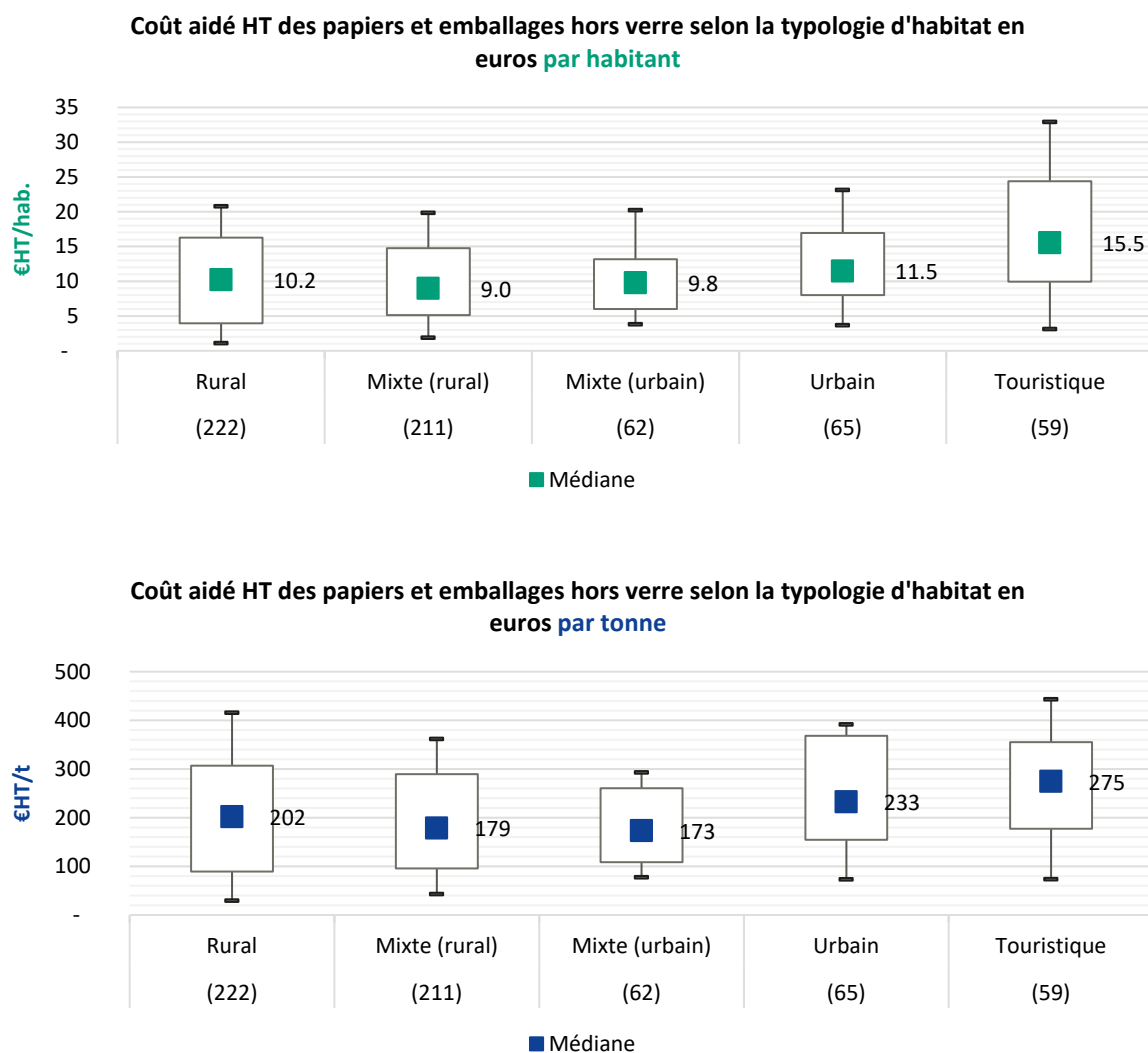 Coût aidé HT des papiers et emballages hors verre selon la typologie d'habitat en
euros par habitant
€HT/hab.
35
30
25
20
15
10
5
-
10.2
9.0
9.8
11.5
15.5
Rural
Mixte (rural)
Mixte (urbain)
Urbain
Touristique
(222)
(211)
(62)
(65)
(59)
Médiane
Coût aidé HT des papiers et emballages hors verre selon la typologie d'habitat en
euros par tonne
€HT/t
500
400
300
200
100
-
202
179
173
233
275
Rural
Mixte (rural)
Mixte (urbain)
Urbain
Touristique
(222)
(211)
(62)
(65)
(59)
Médiane